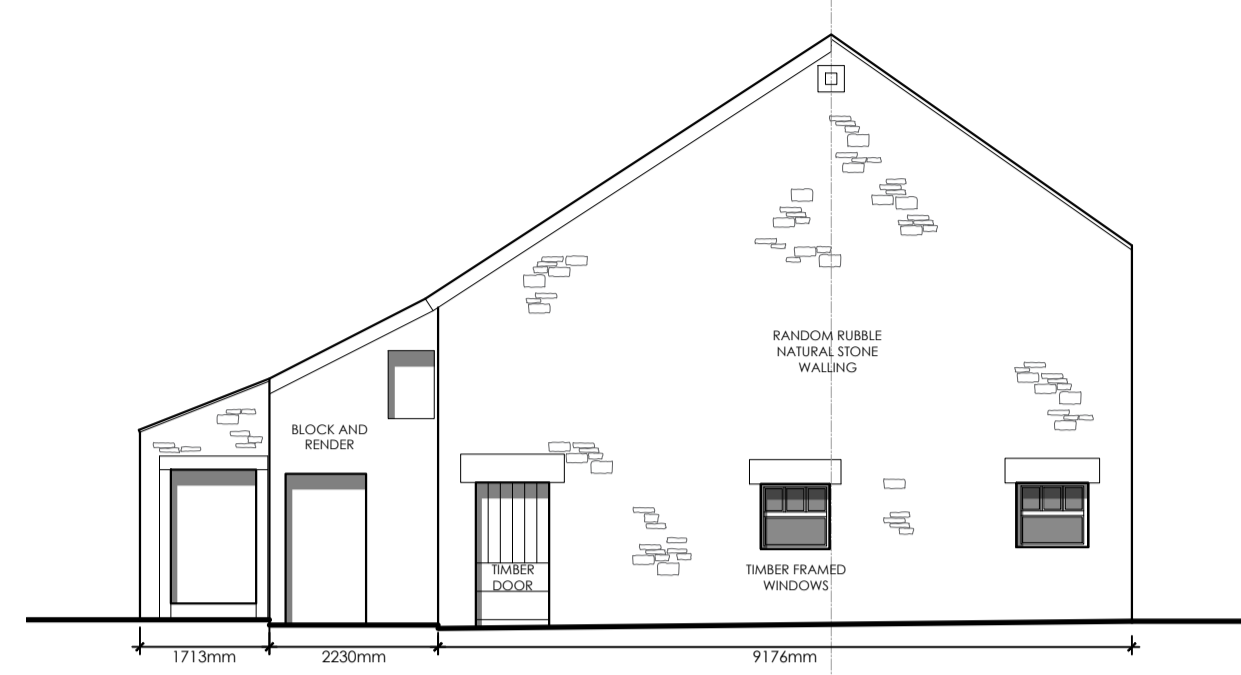 RANDOM RUBBLE
NATURAL STONE
WALLING
BLOCK AND
RENDER
TIMBER
DOOR
TIMBER FRAMED
WINDOWS
1713mm
2230mm
9176mm